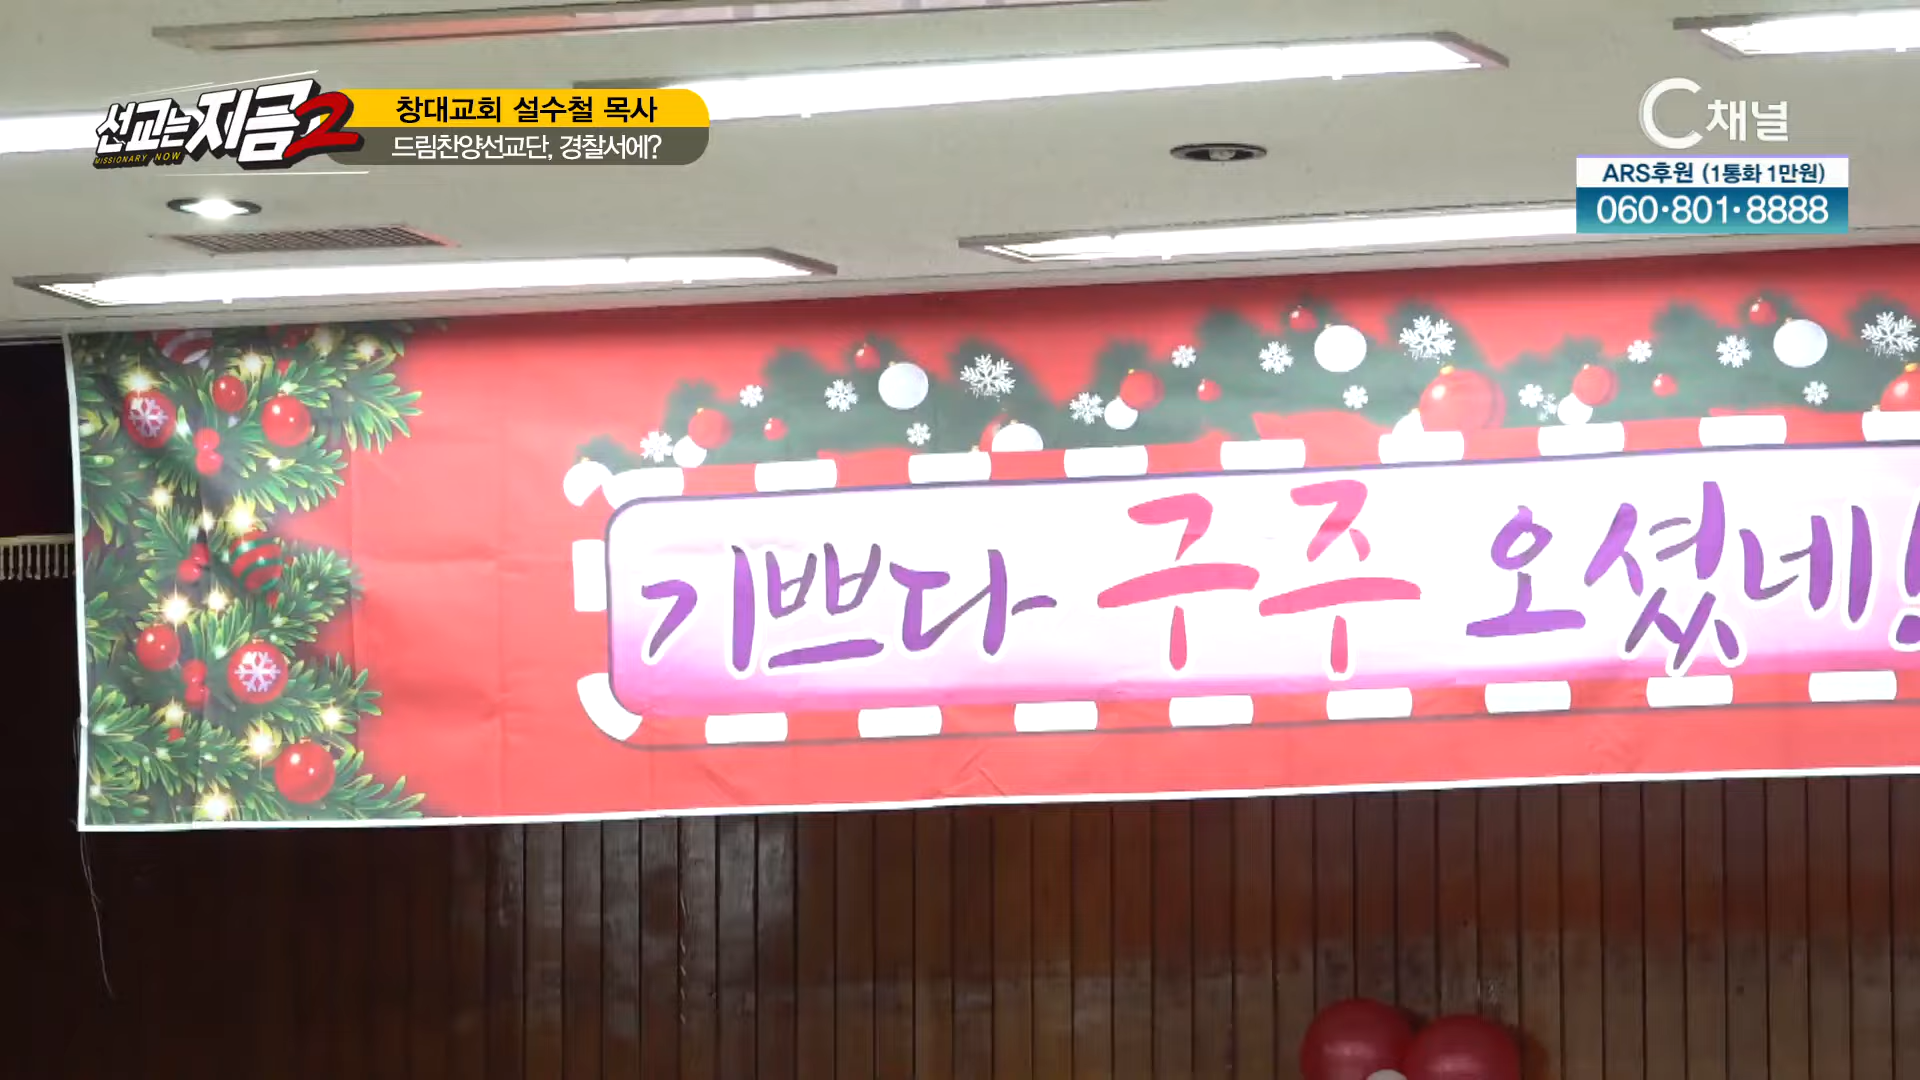 선교는 지금2
MISSIONARY NOW
창대교회 설수철 목사
드림찬양선교단, 경찰서에?
C채널
ARS후원 (1통화 1만원)
060·801·8888
기쁘다 구주 오셨네!